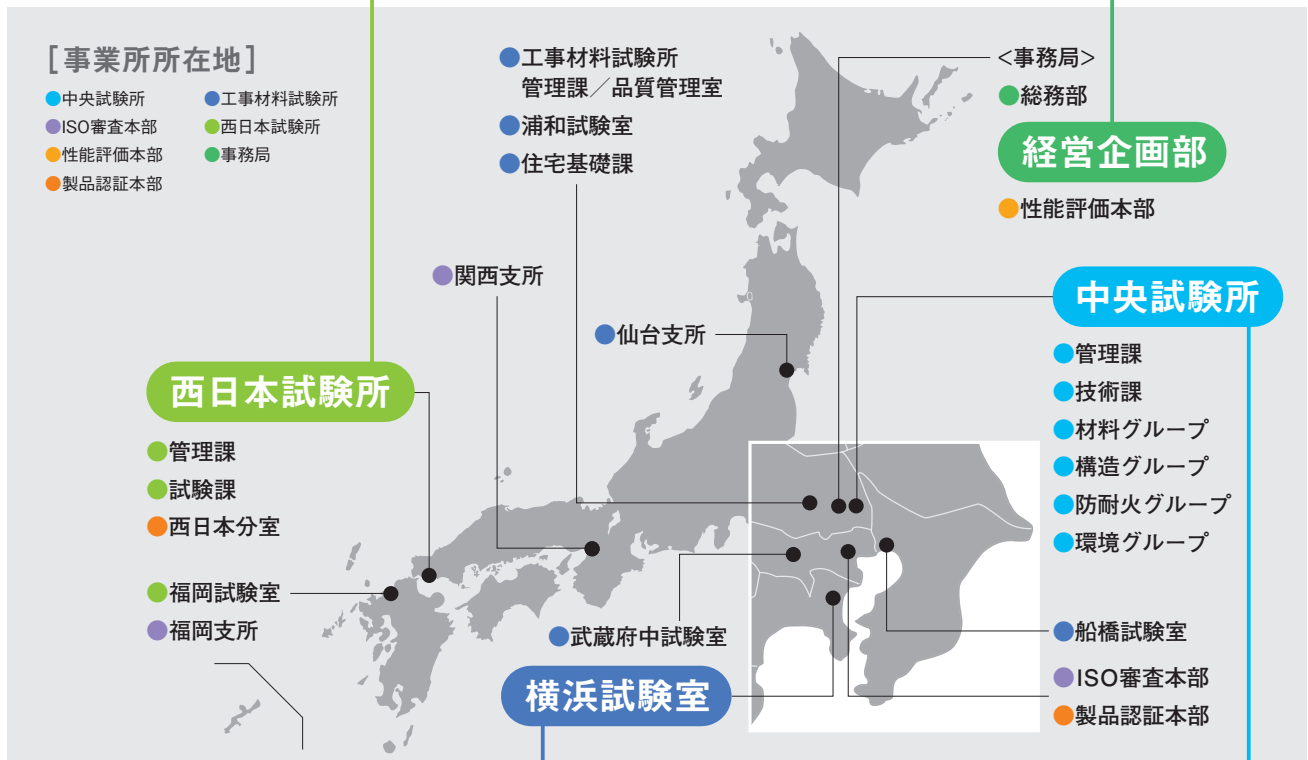 ［事業所所在地］
●中央試験所
●工事材料試験所
●ISO審査本部
●西日本試験所
●性能評価本部
●事務局
●製品認証本部
●工事材料試験所
管理課／品質管理室
●浦和試験室
●住宅基礎課
<事務局>
●総務部
経営企画部
●性能評価本部
●関西支所
●仙台支所
中央試験所
●管理課
●技術課
●材料グループ
●構造グループ
●防耐火グループ
●環境グループ
西日本試験所
●管理課
●試験課
●西日本分室
●福岡試験室
●福岡支所
●武蔵府中試験室
横浜試験室
●船橋試験室
●ISO審査本部
●製品認証本部